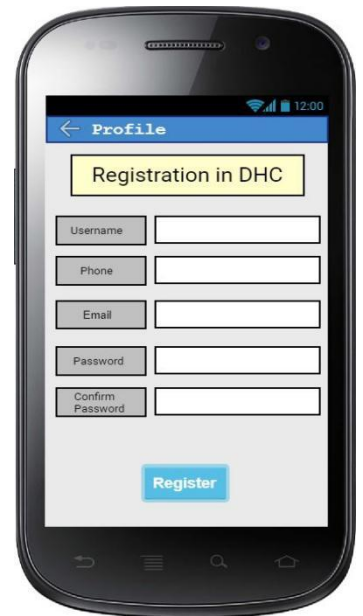 12:00
Profile
Registration in DHC
Username
Phone
Email
Password
Confirm
Password
Register